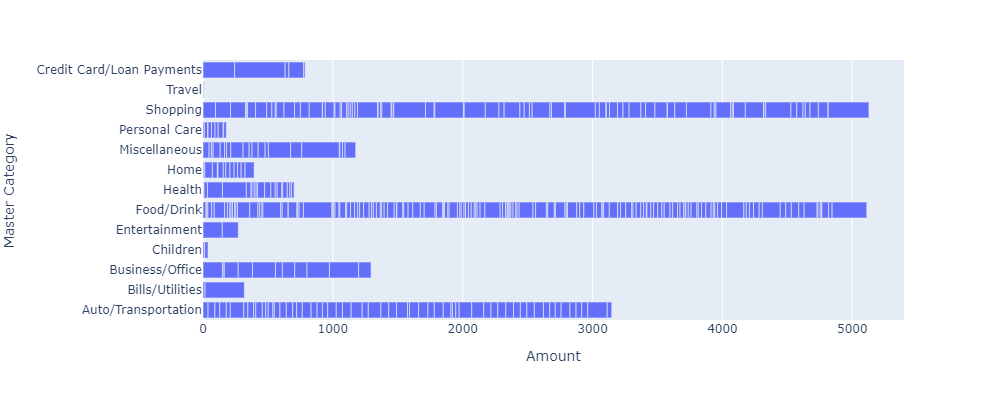 Master Category
Credit Card/Loan Payments
Travel
Shopping
Personal Care
Miscellaneous
Home
Health
Food/Drink
Entertainment
Children
Business/Office
Bills/Utilities
Auto/Transportation
0 1000 2000 3000 4000 5000
Amount